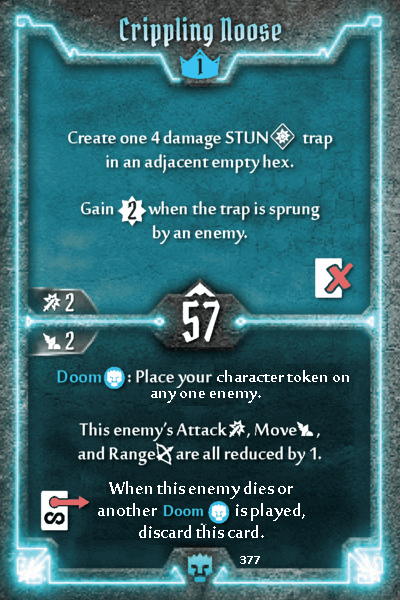 Crippling Noose
1
Create one 4 damage STUN trap
in an adjacent empty hex.
Gain 2 when the trap is sprung
by an enemy.
2
57
2
Doom : Place your character token on
any one enemy.
This enemy's Attack , Move ,
and Range are all reduced by 1.
When this enemy dies or
another Doom is played,
discard this card.
S
377